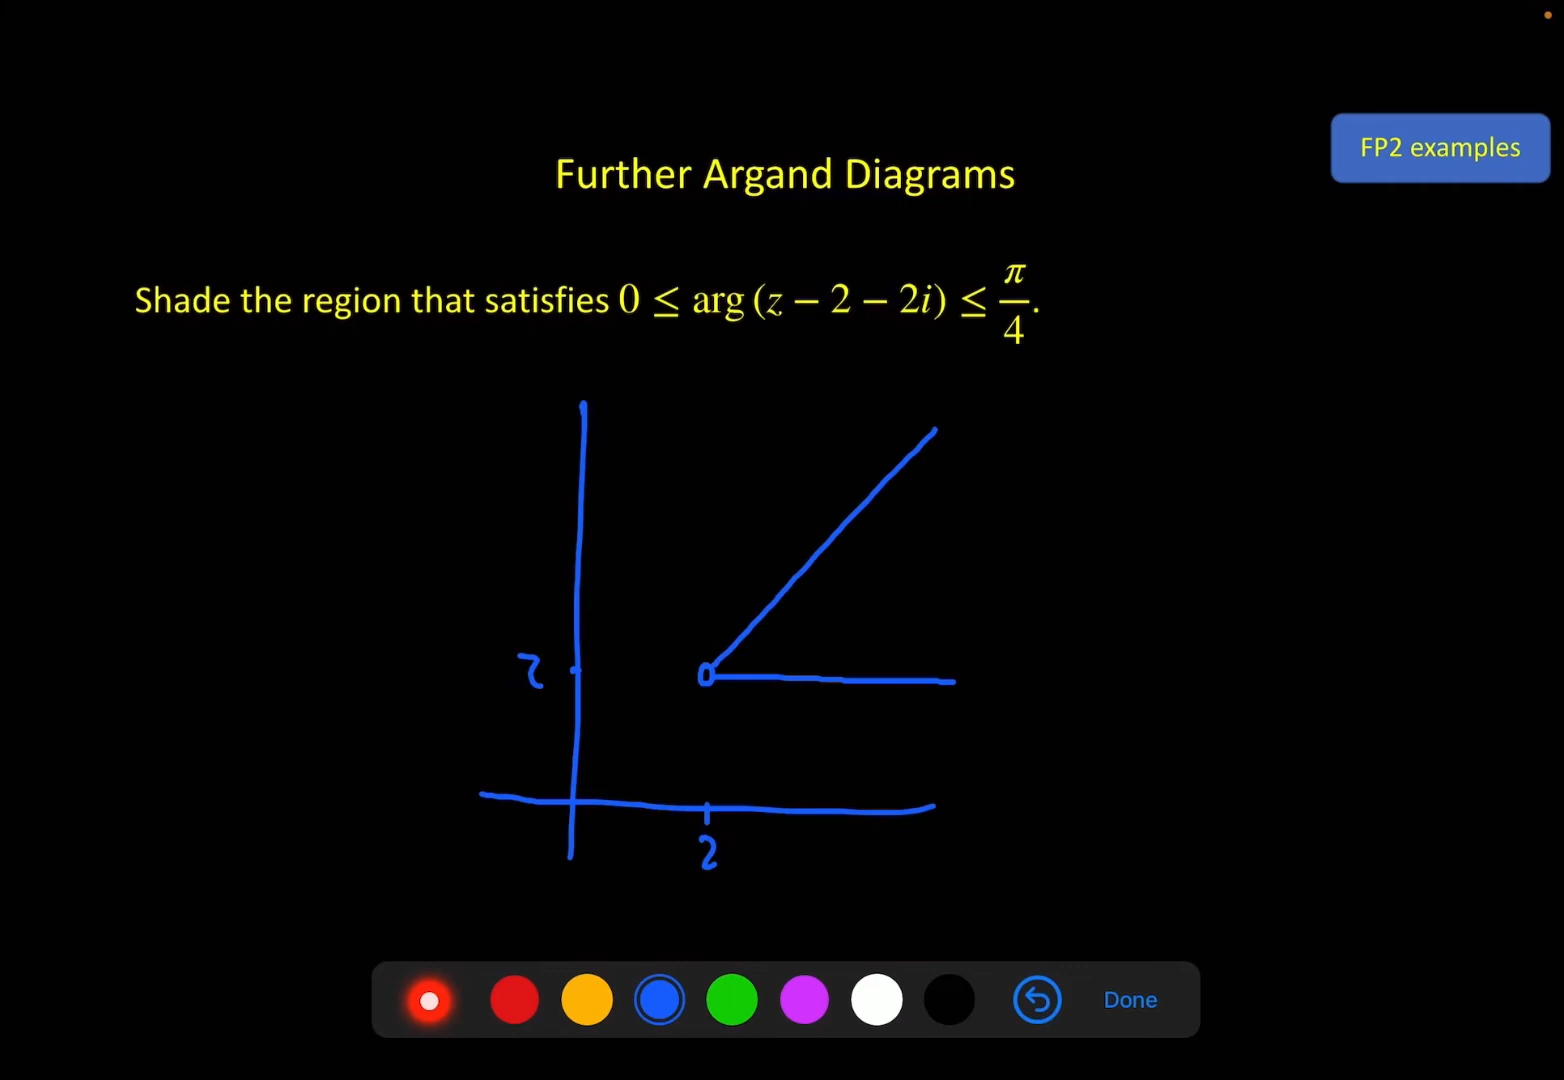 FP2 examples
Further Argand Diagrams
Shade the region that satisfies 0 ≤ arg (z − 2 − 2i) ≤ π/4.
2
2
Done